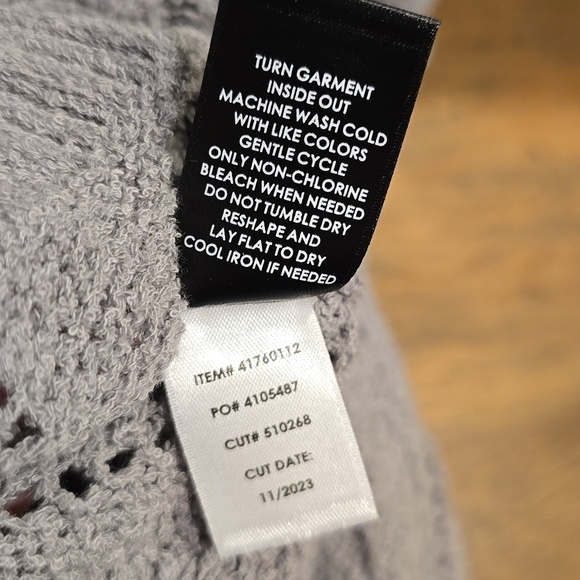 TURN GARMENT
INSIDE OUT
MACHINE WASH COLD
WITH LIKE COLORS
GENTLE CYCLE
ONLY NON-CHLORINE
BLEACH WHEN NEEDED
DO NOT TUMBLE DRY
RESHAPE AND
LAY FLAT TO DRY
COOL IRON IF NEEDED
ITEM# 41760112
PO# 4105487
CUT# 510268
CUT DATE:
11/2023